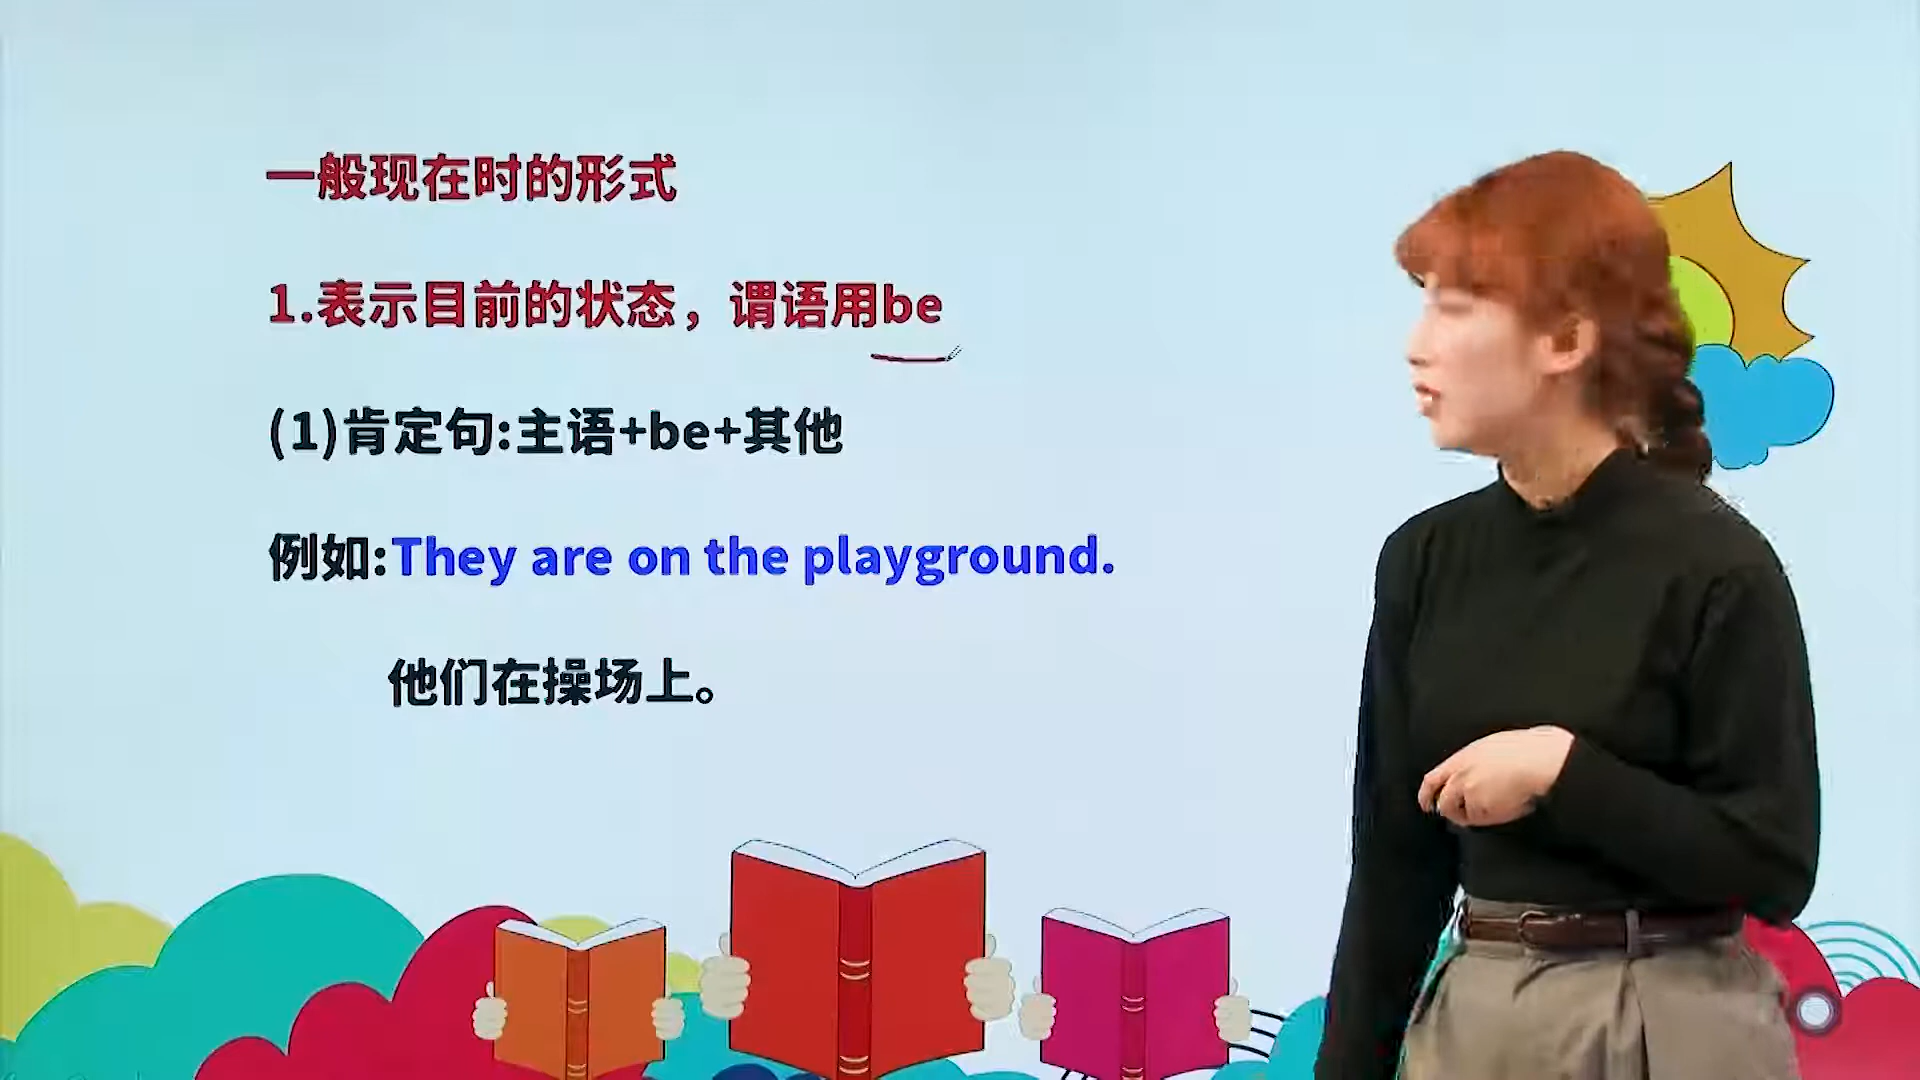 一般现在时的形式
1.表示目前的状态，谓语用be
(1)肯定句:主语+be+其他
例如:They are on the playground.
他们在操场上。